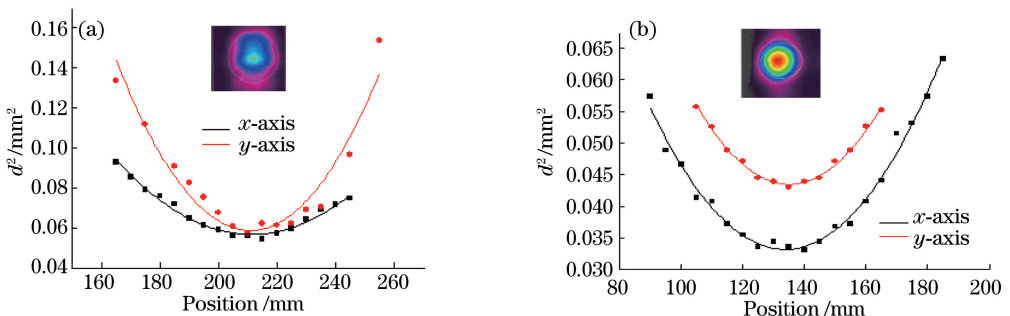 (a)
0.16
0.14
0.12
0.10
0.08
0.06
0.04
d²/mm²
x-axis
y-axis
160 180 200 220 240 260
Position /mm
(b)
0.065
0.060
0.055
0.050
0.045
0.040
0.035
0.030
d²/mm²
x-axis
y-axis
80 100 120 140 160 180 200
Position /mm